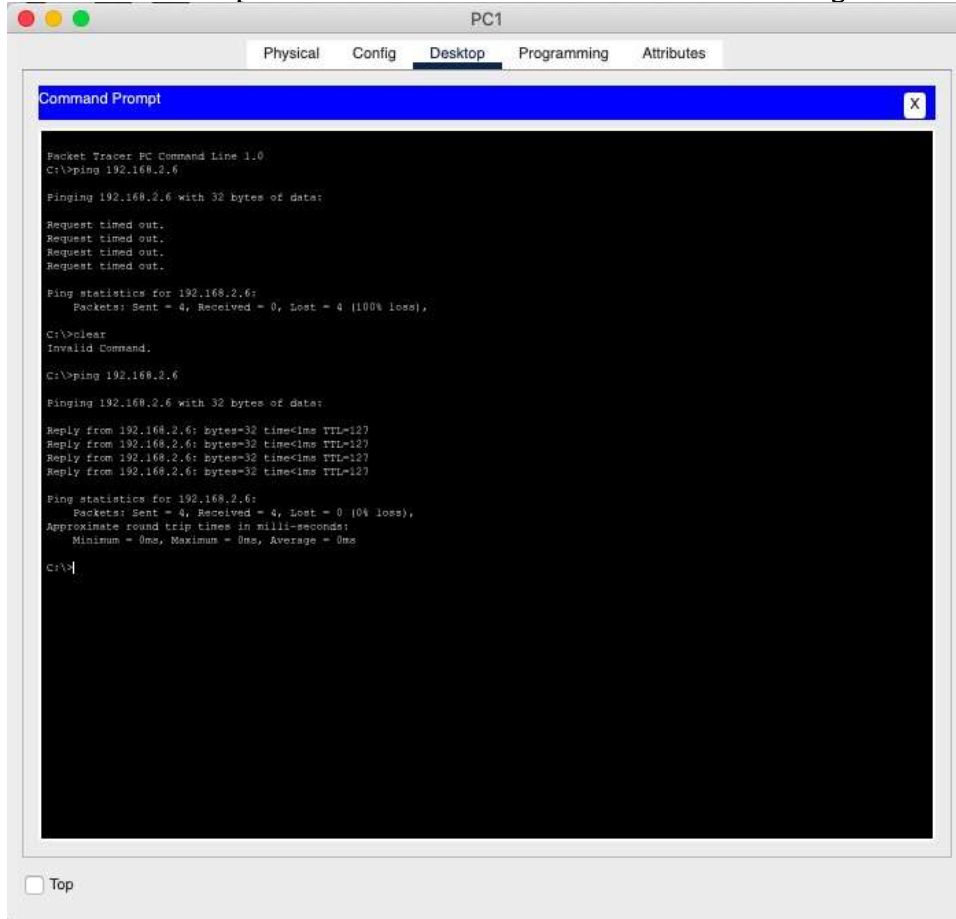 PC1
Physical Config Desktop Programming Attributes
Command Prompt
X
Packet Tracer PC Command Line 1.0
C:\>ping 192.168.2.6
Pinging 192.168.2.6 with 32 bytes of data:
Request timed out.
Request timed out.
Request timed out.
Request timed out.
Ping statistics for 192.168.2.6:
Packets: Sent = 4, Received = 0, Lost = 4 (100% loss),
C:\>clear
Invalid Command.
C:\>ping 192.168.2.6
Pinging 192.168.2.6 with 32 bytes of data:
Reply from 192.168.2.6: bytes=32 time<1ms TTL=127
Reply from 192.168.2.6: bytes=32 time<1ms TTL=127
Reply from 192.168.2.6: bytes=32 time<1ms TTL=127
Reply from 192.168.2.6: bytes=32 time<1ms TTL=127
Ping statistics for 192.168.2.6:
Packets: Sent = 4, Received = 4, Lost = 0 (0% loss),
Approximate round trip times in milli-seconds:
Minimum = 0ms, Maximum = 0ms, Average = 0ms
C:\>
Top